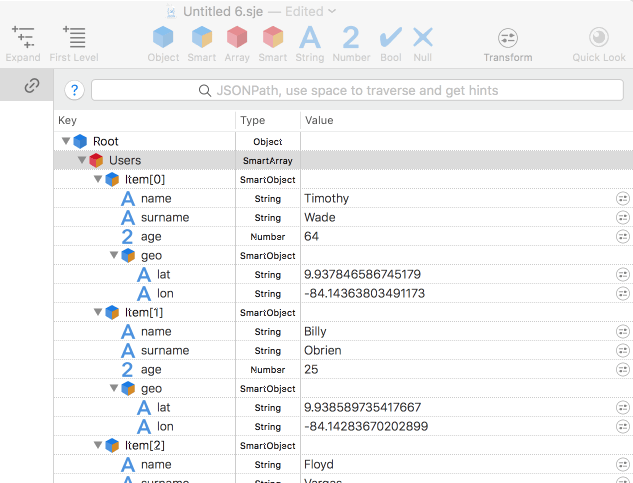 Untitled 6.sje — Edited
Expand First Level Object Smart Array Smart String Number Bool Null Transform Quick Look
? JSONPath, use space to traverse and get hints
Key Type Value
Root Object
Users SmartArray
Item[0] SmartObject
A name String Timothy
A surname String Wade
2 age Number 64
geo SmartObject
A lat String 9.937846586745179
A lon String -84.14363803491173
Item[1] SmartObject
A name String Billy
A surname String Obrien
2 age Number 25
geo SmartObject
A lat String 9.938589735417667
A lon String -84.14283670202899
Item[2] SmartObject
A name String Floyd
A surname String Vargas